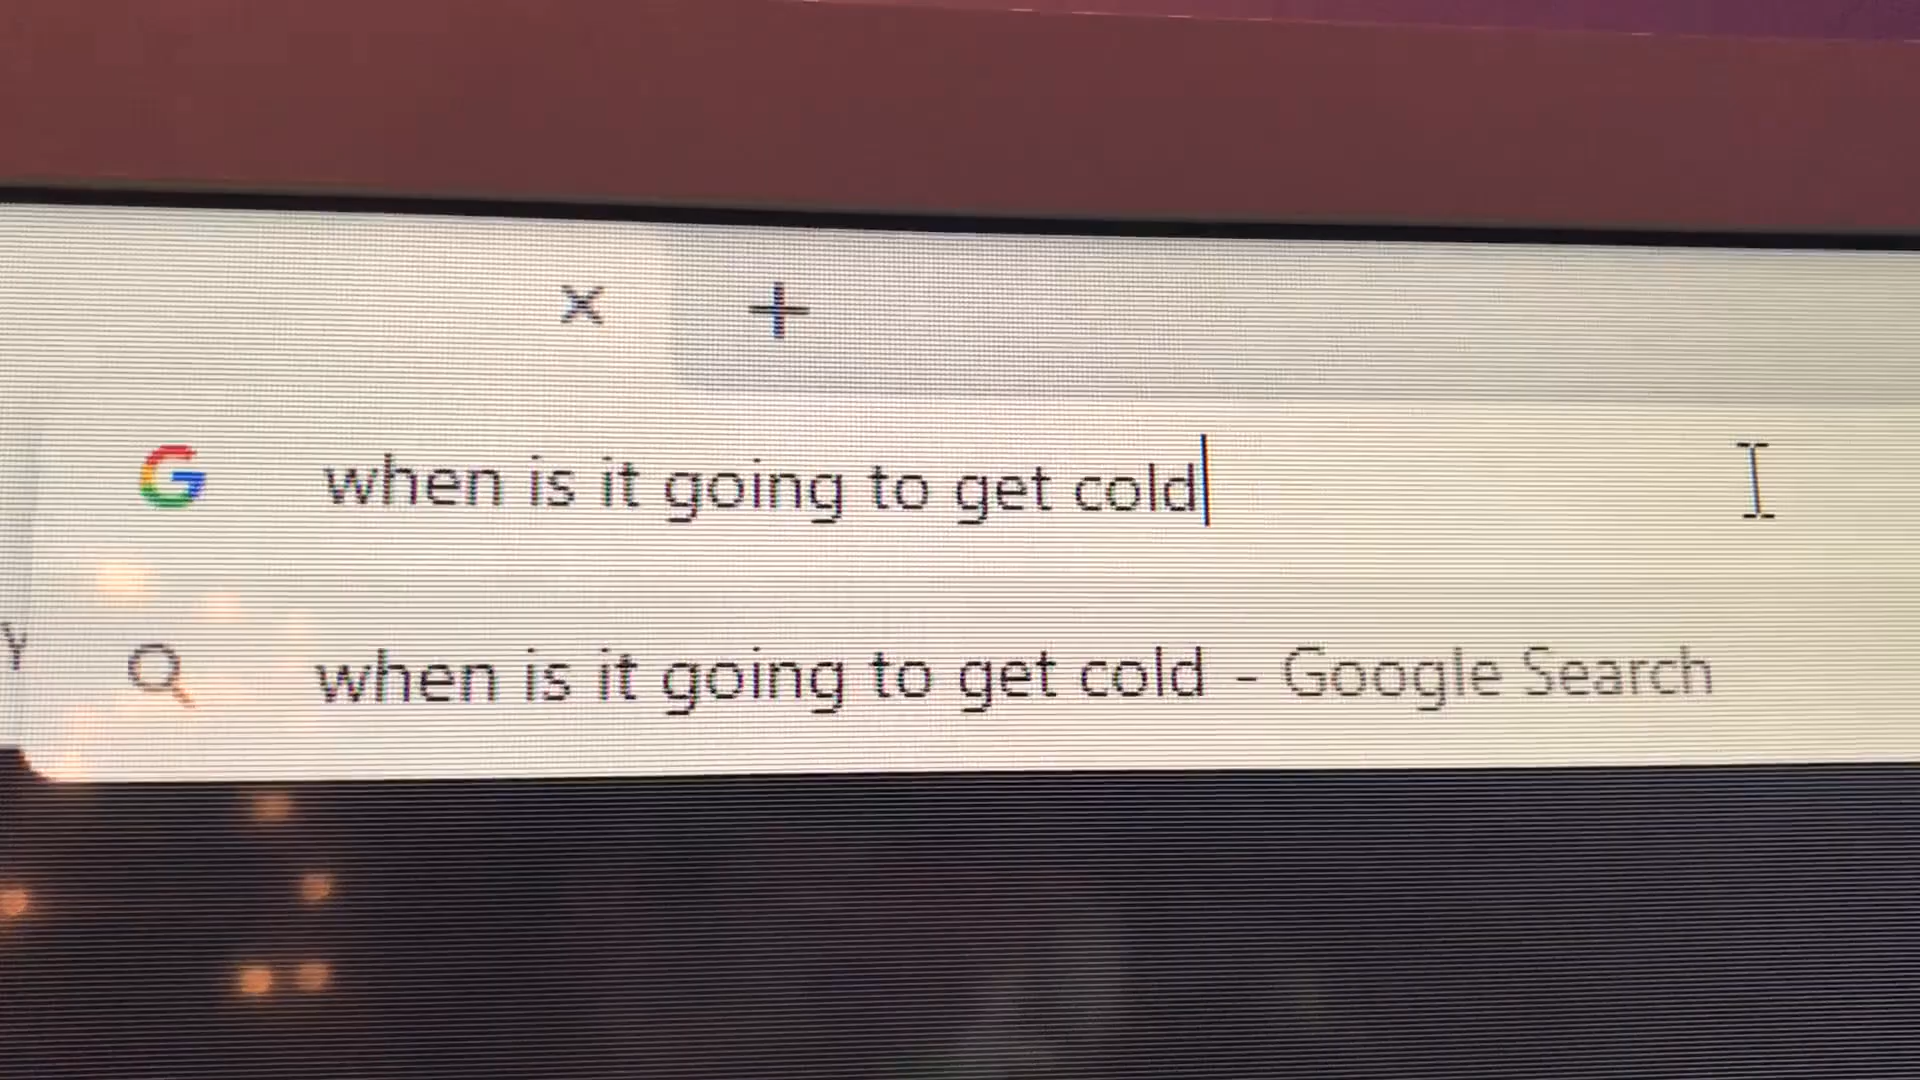 when is it going to get cold
when is it going to get cold - Google Search